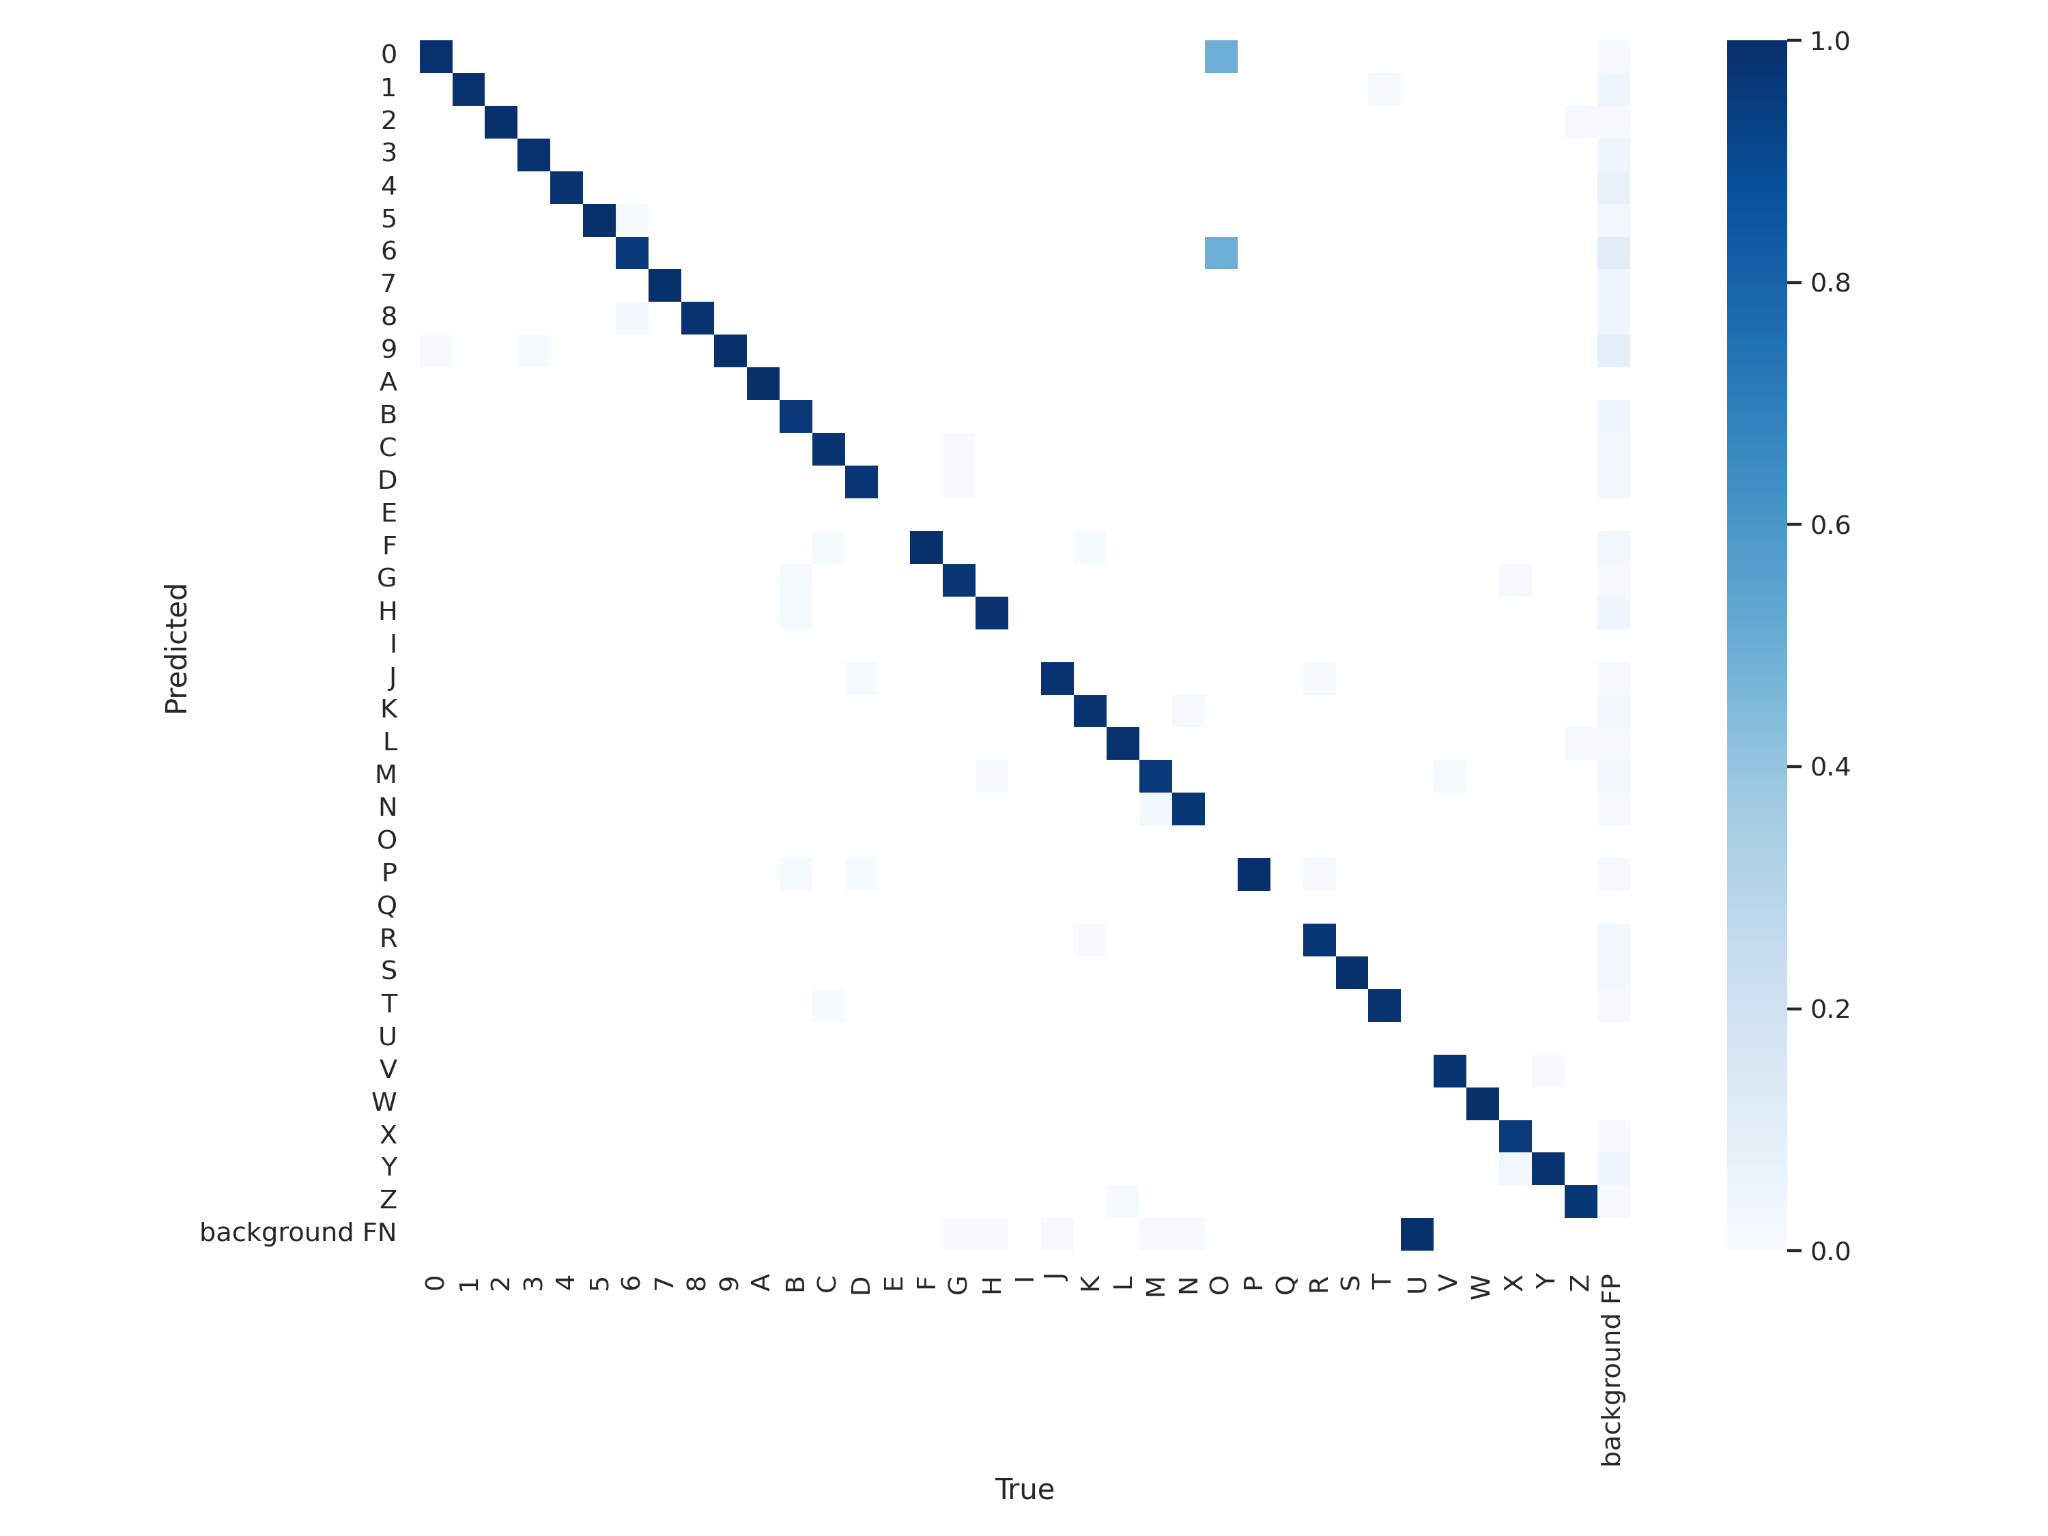 0
1
2
3
4
5
6
7
8
9
A
B
C
D
E
F
G
H
I
J
K
L
M
N
O
P
Q
R
S
T
U
V
W
X
Y
Z
background FN
Predicted
0 1 2 3 4 5 6 7 8 9 A B C D E F G H I J K L M N O P Q R S T U V W X Y Z background FP
True
1.0
0.8
0.6
0.4
0.2
0.0